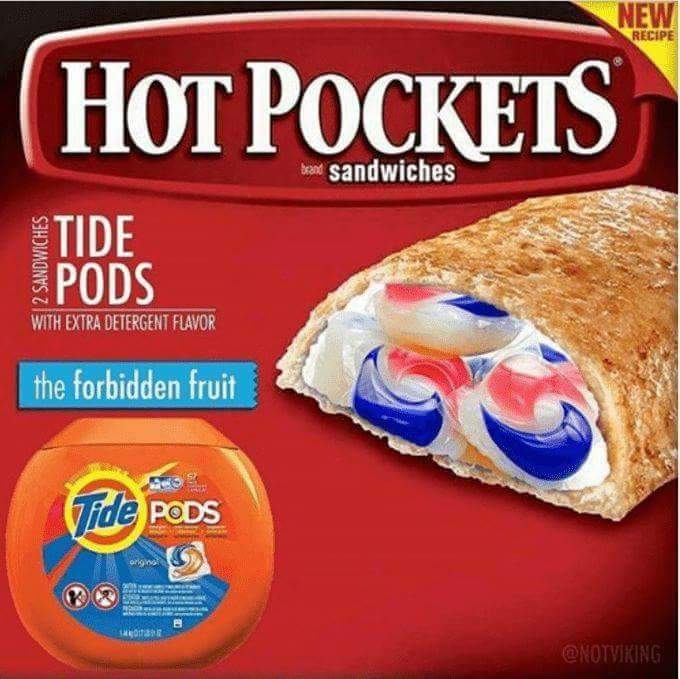 NEW
RECIPE
HOT POCKETS®
brand sandwiches
2 SANDWICHES
TIDE
PODS
WITH EXTRA DETERGENT FLAVOR
the forbidden fruit
57
Tide PODS
original
@NOTVIKING